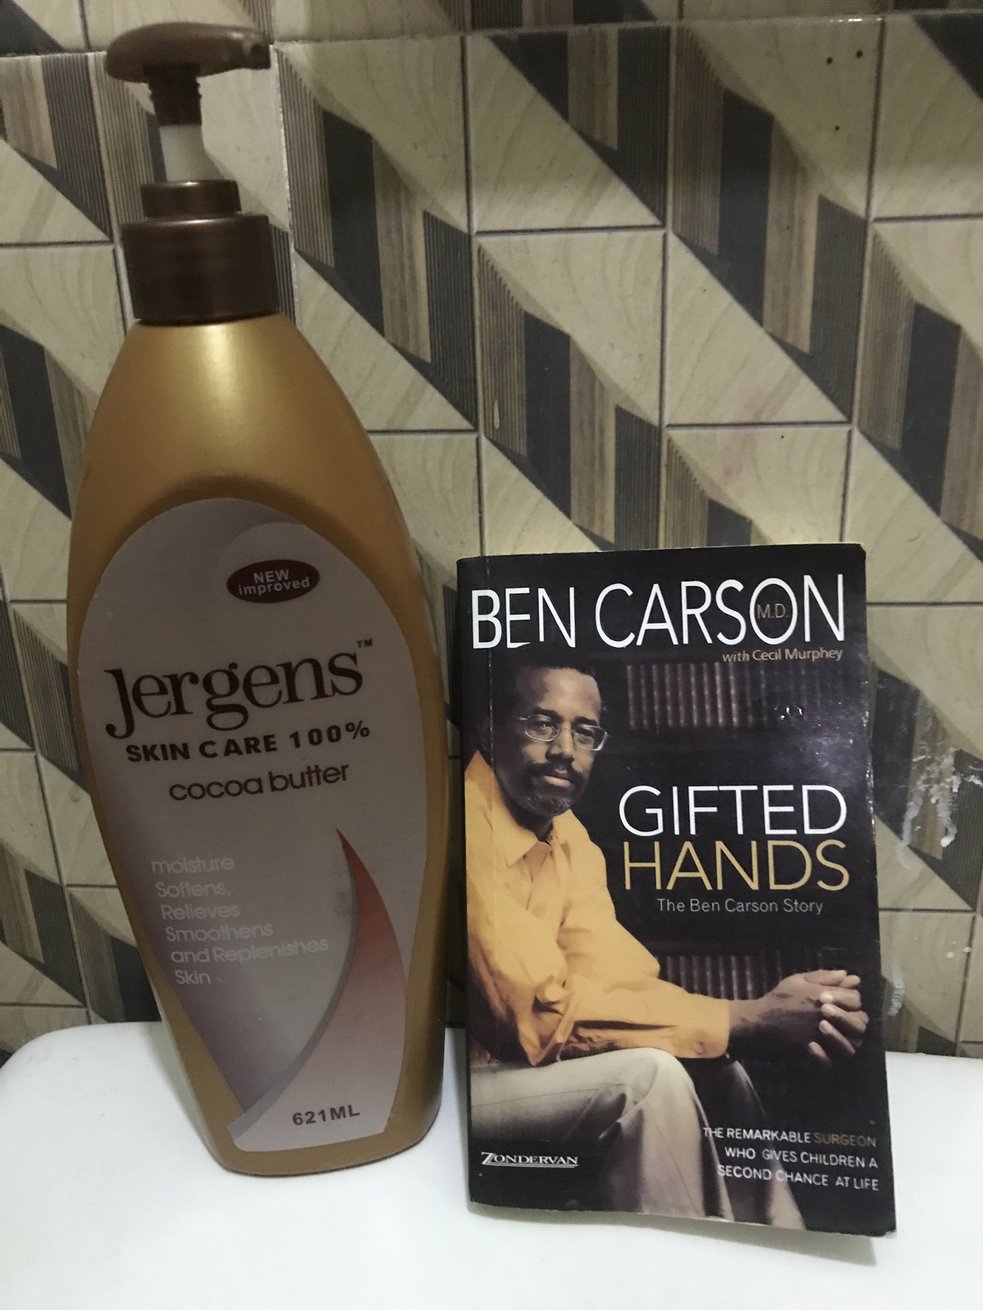 NEW
improved
Jergens™
SKIN CARE 100%
cocoa butter
moisture
Softens,
Relieves
Smoothens
and Replenishes
Skin
621ML
BEN CARSON
M.D.
with Cecil Murphey
GIFTED
HANDS
The Ben Carson Story
THE REMARKABLE SURGEON
WHO GIVES CHILDREN A
SECOND CHANCE AT LIFE
ZONDERVAN